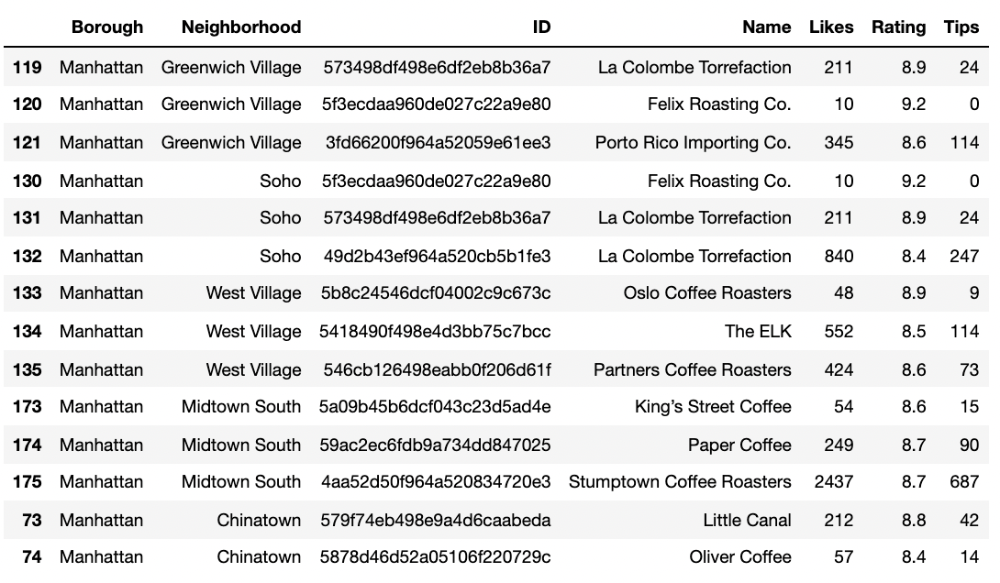 Borough Neighborhood ID Name Likes Rating Tips
119 Manhattan Greenwich Village 573498df498e6df2eb8b36a7 La Colombe Torrefaction 211 8.9 24
120 Manhattan Greenwich Village 5f3ecdaa960de027c22a9e80 Felix Roasting Co. 10 9.2 0
121 Manhattan Greenwich Village 3fd66200f964a52059e61ee3 Porto Rico Importing Co. 345 8.6 114
130 Manhattan Soho 5f3ecdaa960de027c22a9e80 Felix Roasting Co. 10 9.2 0
131 Manhattan Soho 573498df498e6df2eb8b36a7 La Colombe Torrefaction 211 8.9 24
132 Manhattan Soho 49d2b43ef964a520cb5b1fe3 La Colombe Torrefaction 840 8.4 247
133 Manhattan West Village 5b8c24546dcf04002c9c673c Oslo Coffee Roasters 48 8.9 9
134 Manhattan West Village 5418490f498e4d3bb75c7bcc The ELK 552 8.5 114
135 Manhattan West Village 546cb126498eabb0f206d61f Partners Coffee Roasters 424 8.6 73
173 Manhattan Midtown South 5a09b45b6dcf043c23d5ad4e King’s Street Coffee 54 8.6 15
174 Manhattan Midtown South 59ac2ec6fdb9a734dd847025 Paper Coffee 249 8.7 90
175 Manhattan Midtown South 4aa52d50f964a520834720e3 Stumptown Coffee Roasters 2437 8.7 687
73 Manhattan Chinatown 579f74eb498e9a4d6caabeda Little Canal 212 8.8 42
74 Manhattan Chinatown 5878d46d52a05106f220729c Oliver Coffee 57 8.4 14